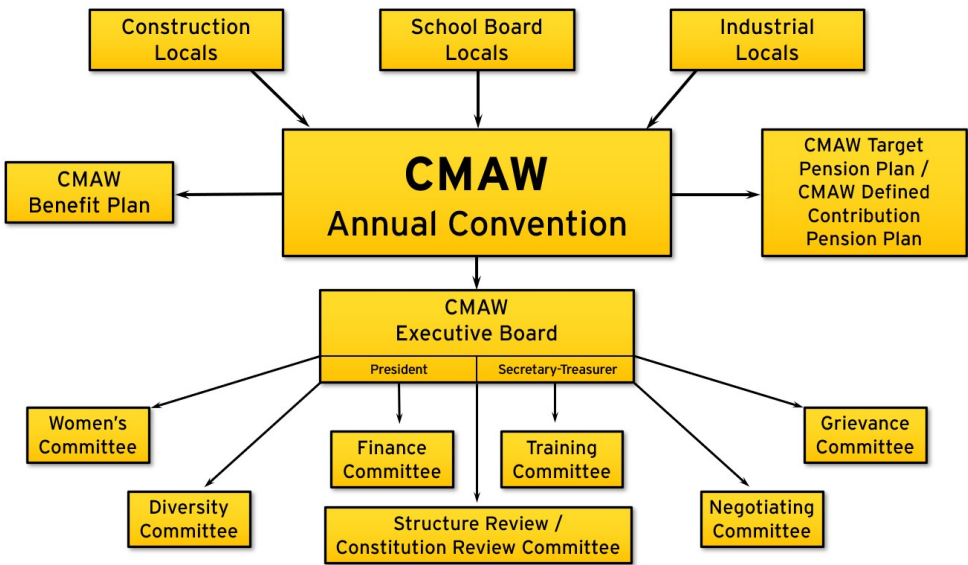 Construction
Locals
School Board
Locals
Industrial
Locals
CMAW
Benefit Plan
CMAW
Annual Convention
CMAW Target
Pension Plan /
CMAW Defined
Contribution
Pension Plan
CMAW
Executive Board
President
Secretary-Treasurer
Women's
Committee
Diversity
Committee
Finance
Committee
Structure Review /
Constitution Review Committee
Training
Committee
Negotiating
Committee
Grievance
Committee